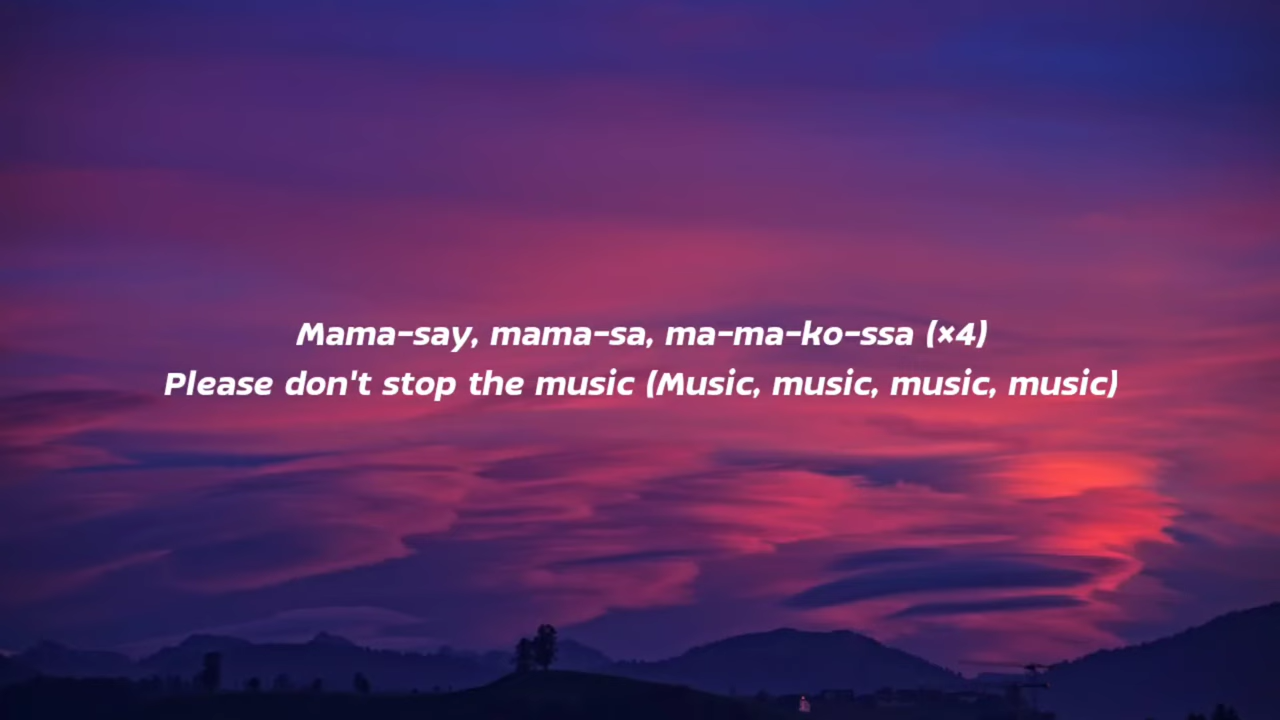 Mama-say, mama-sa, ma-ma-ko-ssa (×4)
Please don't stop the music (Music, music, music, music)